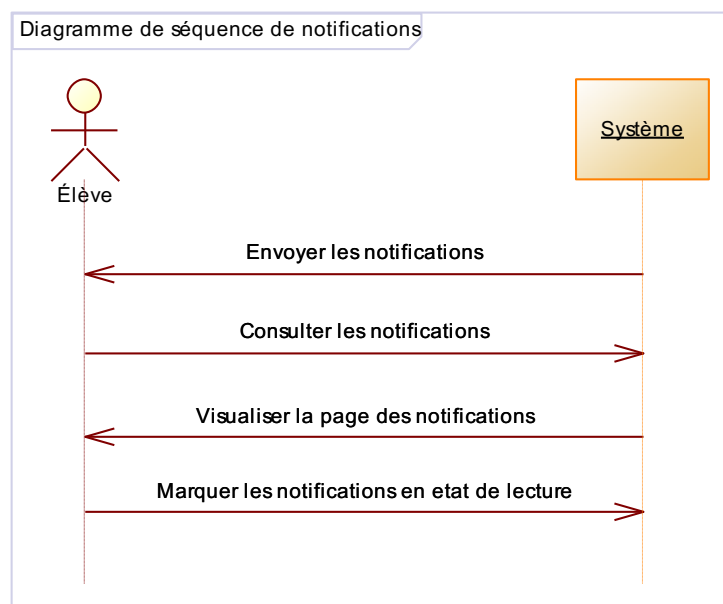 Diagramme de séquence de notifications
Élève
Système
Envoyer les notifications
Consulter les notifications
Visualiser la page des notifications
Marquer les notifications en etat de lecture